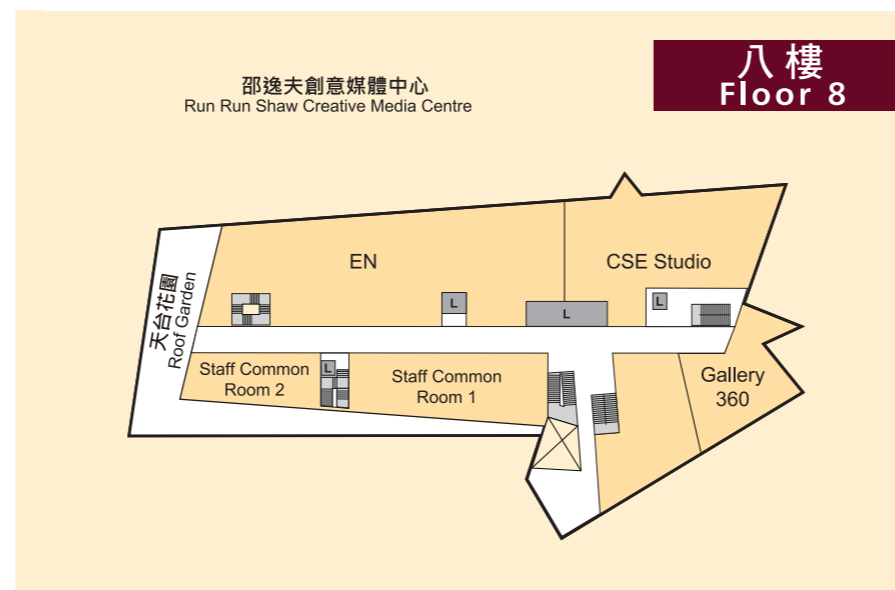 八樓
Floor 8
邵逸夫創意媒體中心
Run Run Shaw Creative Media Centre
EN
CSE Studio
L
L
L
天台花園
Roof Garden
Staff Common
Room 2
L
Staff Common
Room 1
Gallery
360